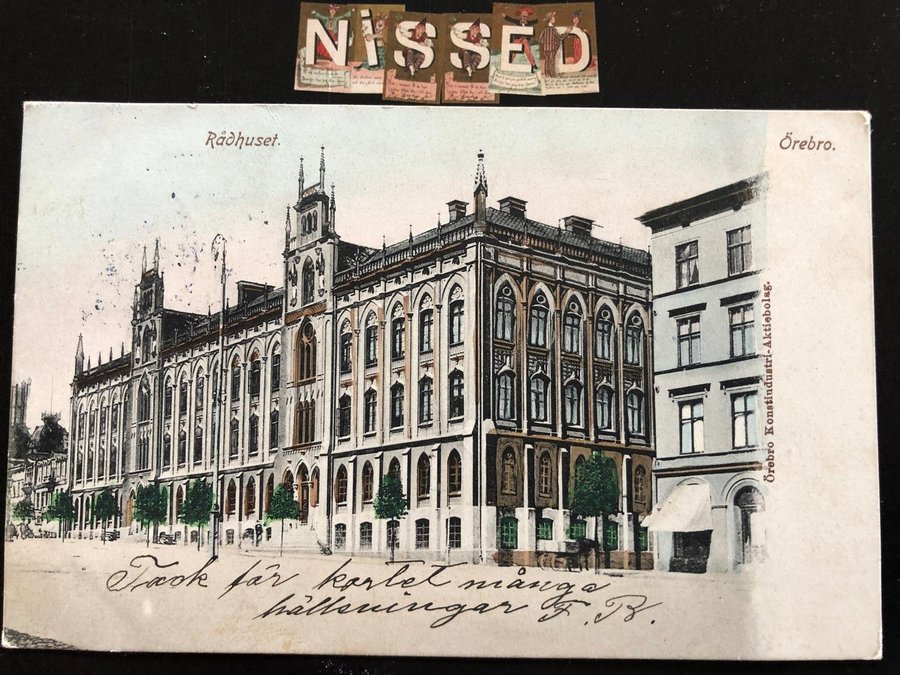 NiSSED
Rådhuset.
Örebro.
Örebro Konstindustri-Aktiebolag.
Tack för kortet många
hälsningar F. B.